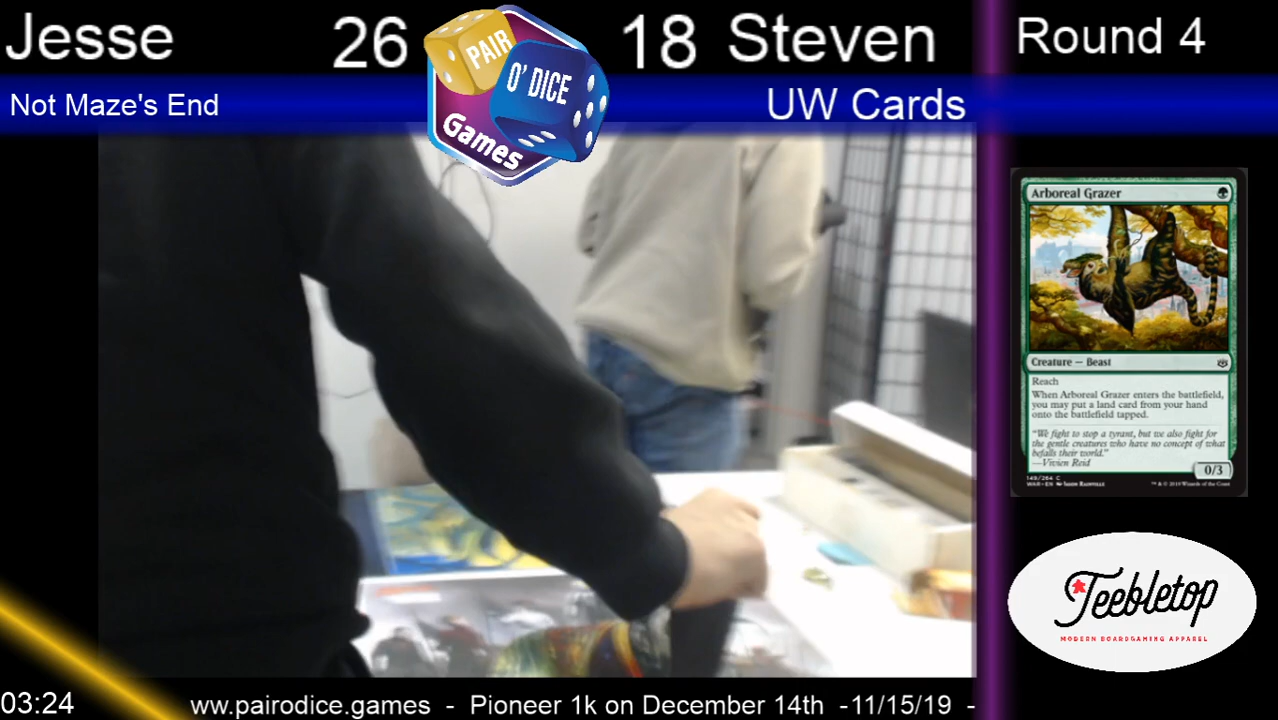 Jesse
26
18
Steven
Round 4
Not Maze's End
UW Cards
PAIR
O' DICE
Games
Arboreal Grazer
Creature — Beast
Reach
When Arboreal Grazer enters the battlefield,
you may put a land card from your hand
onto the battlefield tapped.
"We fight to stop a tyrant, but we also fight for
the gentle creatures who have no concept of what
befalls their world."
—Vivien Reid
0/3
149/264 C
Teebletop
MODERN BOARDGAMING APPAREL
03:24
ww.pairodice.games - Pioneer 1k on December 14th -11/15/19 -